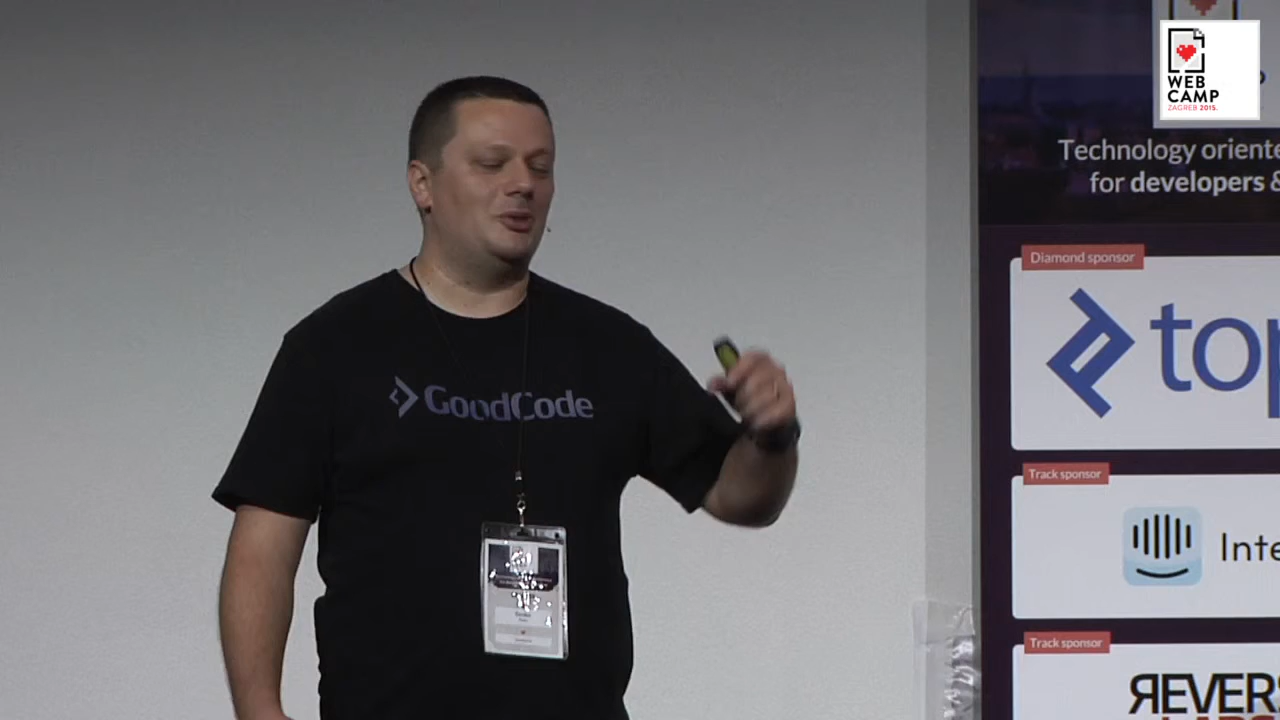 WEB
CAMP
ZAGREB 2015.
Technology oriente
for developers &
Diamond sponsor
top
Track sponsor
Inte
Track sponsor
REVERS
GoodCode